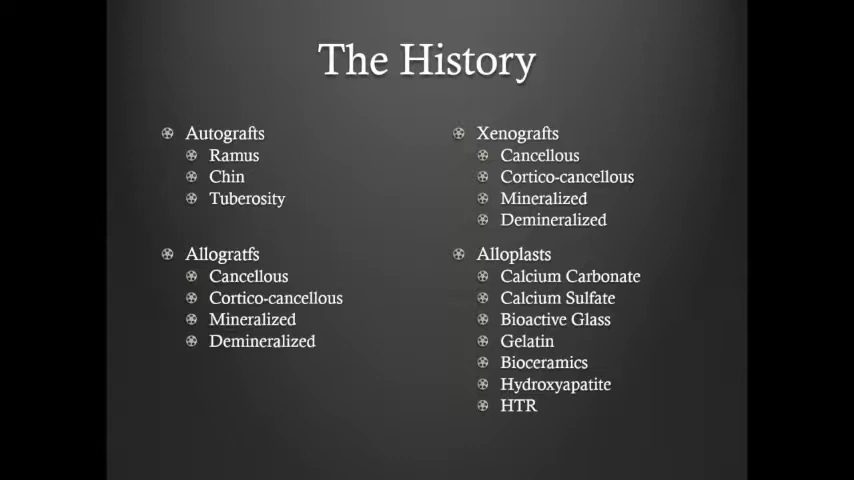 The History
Autografts
Ramus
Chin
Tuberosity
Allogratfs
Cancellous
Cortico-cancellous
Mineralized
Demineralized
Xenografts
Cancellous
Cortico-cancellous
Mineralized
Demineralized
Alloplasts
Calcium Carbonate
Calcium Sulfate
Bioactive Glass
Gelatin
Bioceramics
Hydroxyapatite
HTR